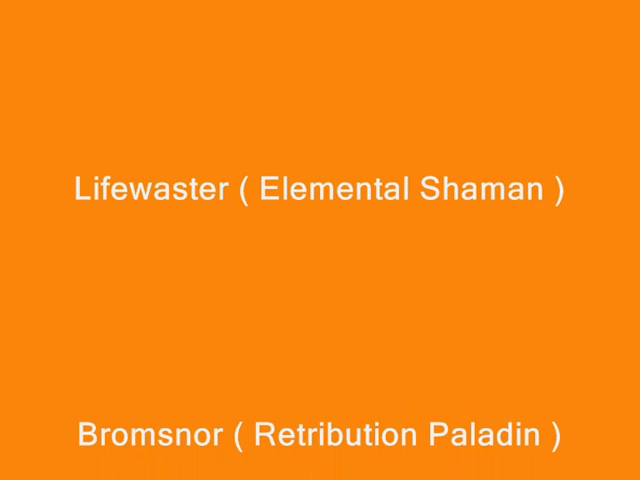 Lifewaster ( Elemental Shaman )
Bromsnor ( Retribution Paladin )